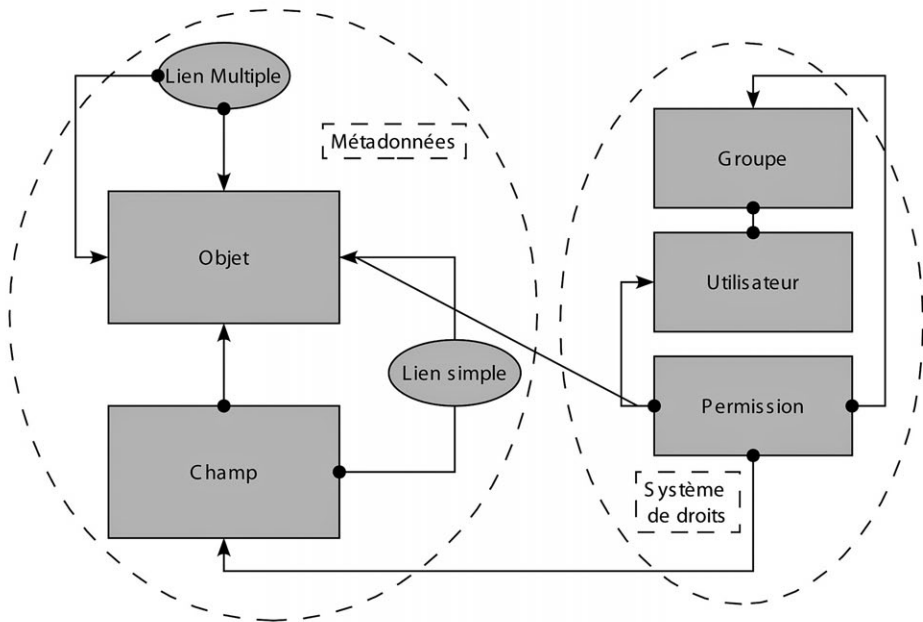 Lien Multiple
Métadonnées
Objet
Lien simple
Champ
Groupe
Utilisateur
Permission
Système
de droits